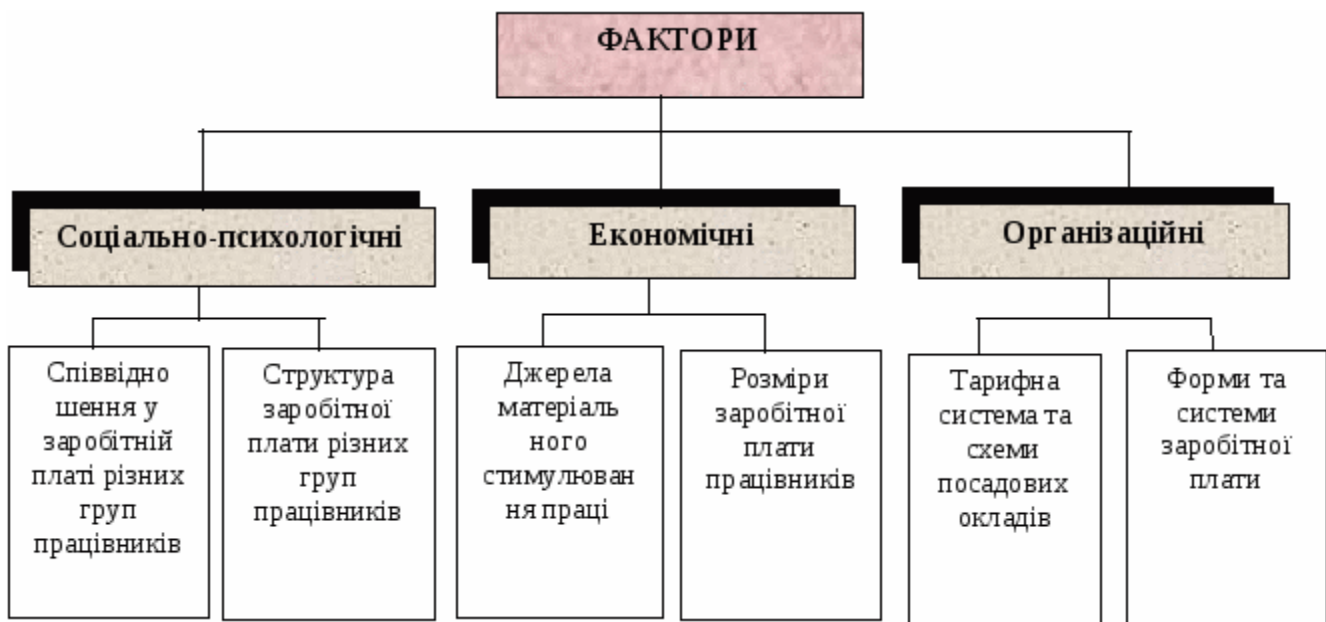 ФАКТОРИ
Соціально-психологічні
Економічні
Організаційні
Співвідно
шення у
заробітній
платі різних
груп
працівників
Структура
заробітної
плати різних
груп
працівників
Джерела
матеріаль
ного
стимулюван
ня праці
Розміри
заробітної
плати
працівників
Тарифна
система та
схеми
посадових
окладів
Форми та
системи
заробітної
плати